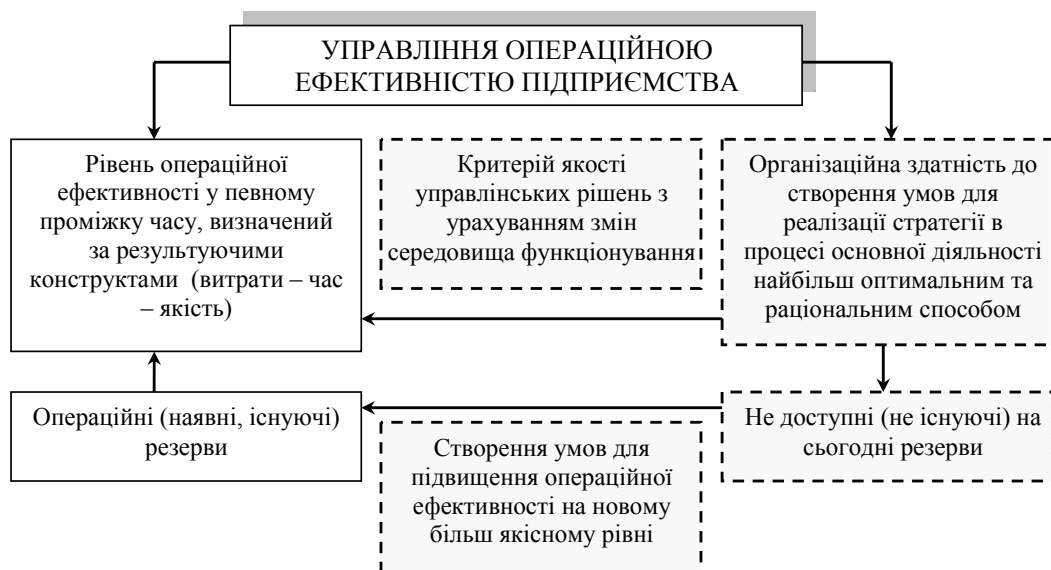 УПРАВЛІННЯ ОПЕРАЦІЙНОЮ
ЕФЕКТИВНІСТЮ ПІДПРИЄМСТВА
Рівень операційної
ефективності у певному
проміжку часу, визначений
за результуючими
конструктами (витрати – час
– якість)
Критерій якості
управлінських рішень з
урахуванням змін
середовища функціонування
Організаційна здатність до
створення умов для
реалізації стратегії в
процесі основної діяльності
найбільш оптимальним та
раціональним способом
Операційні (наявні, існуючі)
резерви
Створення умов для
підвищення операційної
ефективності на новому
більш якісному рівні
Не доступні (не існуючі) на
сьогодні резерви